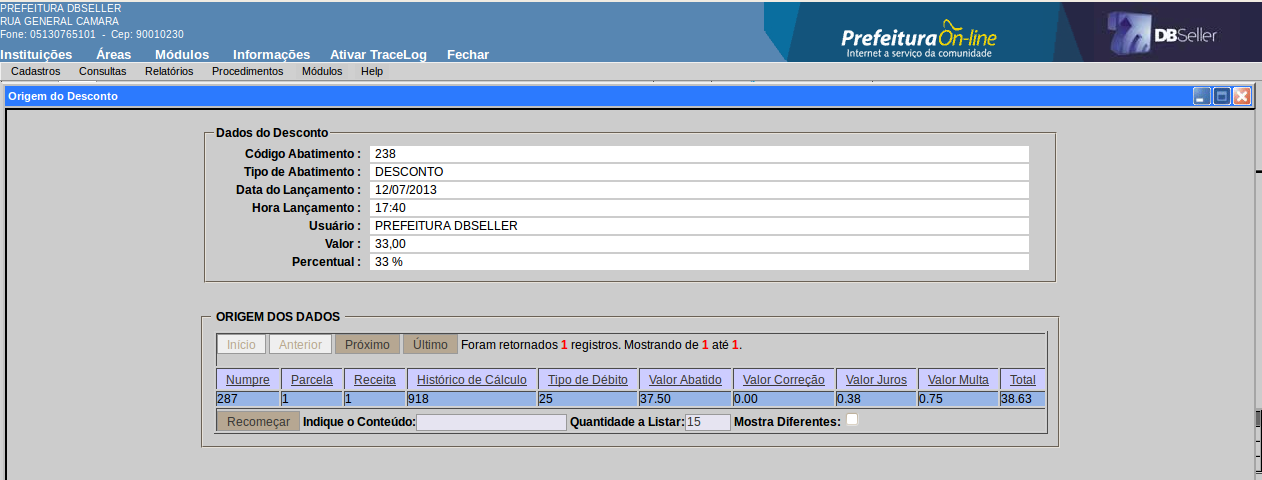 PREFEITURA DBSELLER
RUA GENERAL CAMARA
Fone: 05130765101 - Cep: 90010230
PrefeituraOn-line
Internet a serviço da comunidade
DBSeller
Instituições Áreas Módulos Informações Ativar TraceLog Fechar
Cadastros Consultas Relatórios Procedimentos Módulos Help
Origem do Desconto
Dados do Desconto
Código Abatimento : 238
Tipo de Abatimento : DESCONTO
Data do Lançamento : 12/07/2013
Hora Lançamento : 17:40
Usuário : PREFEITURA DBSELLER
Valor : 33,00
Percentual : 33 %
ORIGEM DOS DADOS
Início Anterior Próximo Último Foram retornados 1 registros. Mostrando de 1 até 1.
Numpre Parcela Receita Histórico de Cálculo Tipo de Débito Valor Abatido Valor Correção Valor Juros Valor Multa Total
287 1 1 918 25 37.50 0.00 0.38 0.75 38.63
Recomeçar Indique o Conteúdo: Quantidade a Listar: 15 Mostra Diferentes: